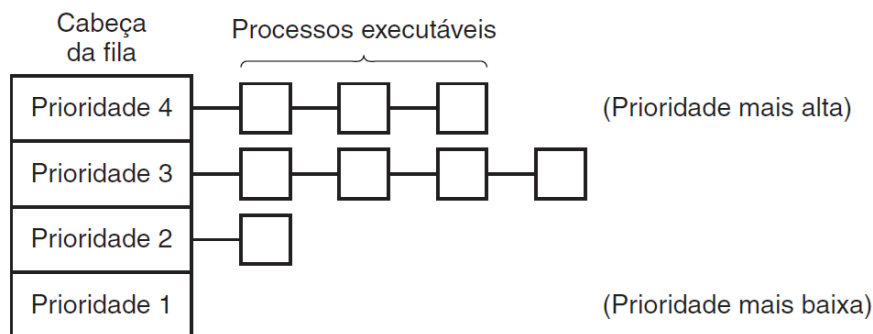 Cabeça
da fila
Processos executáveis
Prioridade 4
(Prioridade mais alta)
Prioridade 3
Prioridade 2
Prioridade 1
(Prioridade mais baixa)